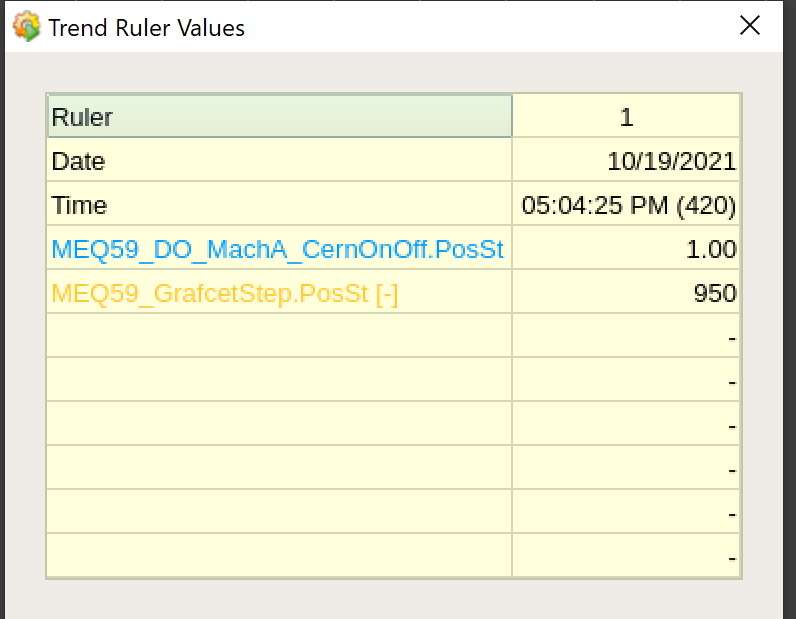 Trend Ruler Values
Ruler 1
Date 10/19/2021
Time 05:04:25 PM (420)
MEQ59_DO_MachA_CernOnOff.PosSt 1.00
MEQ59_GrafcetStep.PosSt [-] 950
-
-
-
-
-
-